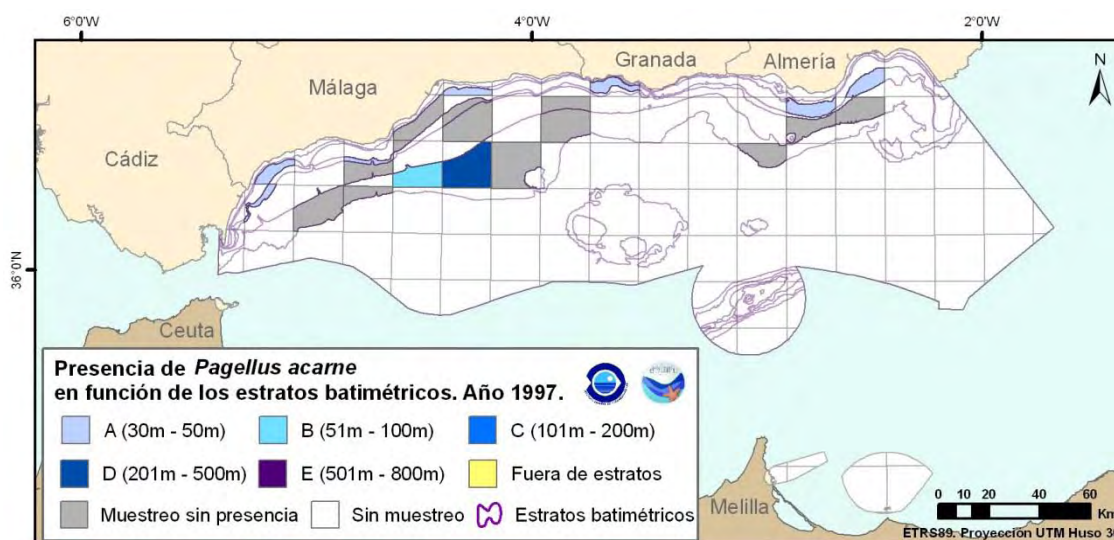 6°0'W 4°0'W 2°0'W
N
Granada Almería
Málaga
Cádiz
36°0'N
Ceuta
Presencia de Pagellus acarne
en función de los estratos batimétricos. Año 1997.
A (30m - 50m) B (51m - 100m) C (101m - 200m)
D (201m - 500m) E (501m - 800m) Fuera de estratos
Muestreo sin presencia Sin muestreo Estratos batimétricos
Melilla
0 10 20 40 60
Km
ETRS89. Proyección UTM Huso